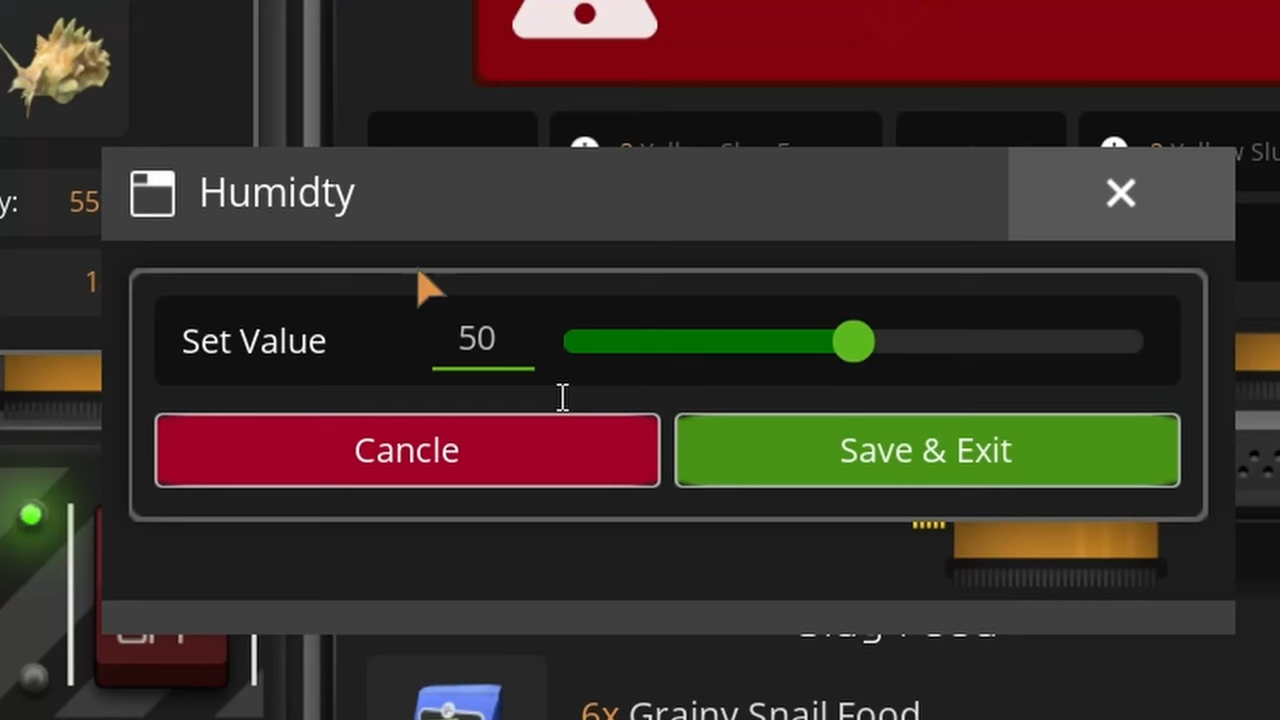 Humidty
y: 55
1
Set Value 50
Cancle Save & Exit
6x Grainy Snail Food